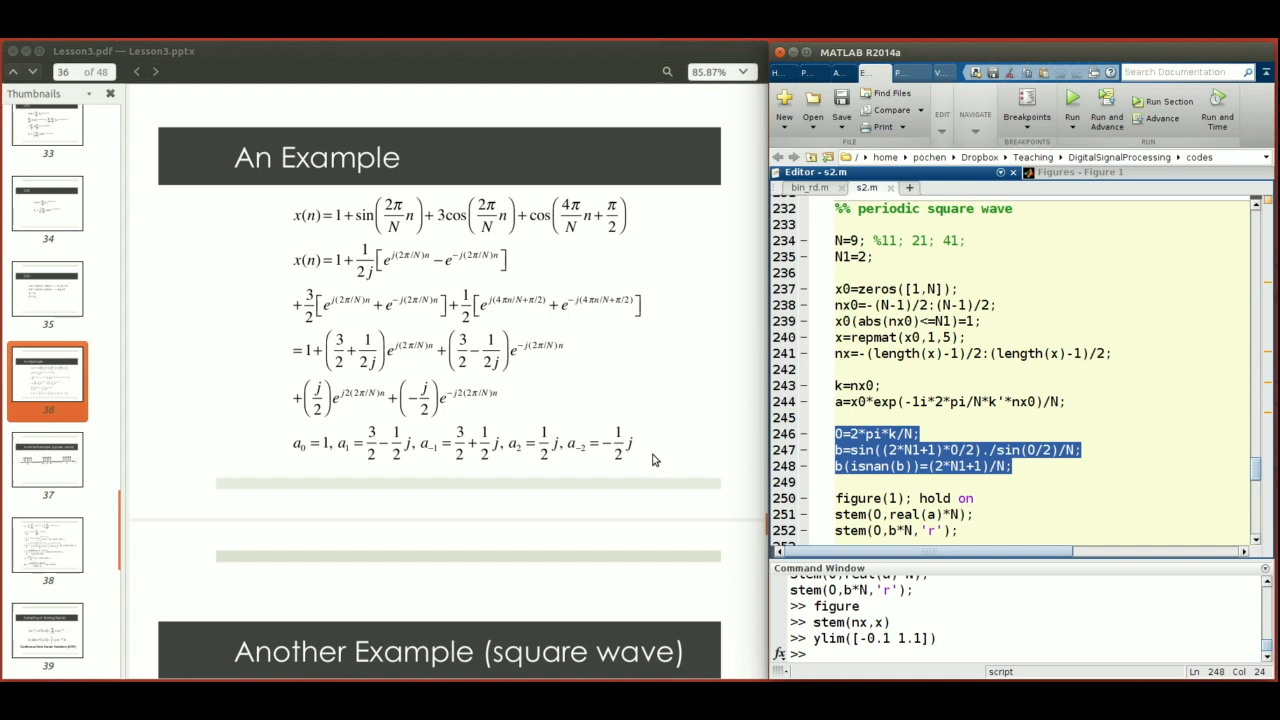 Lesson3.pdf — Lesson3.pptx
36 of 48
85.87%
Thumbnails
33
34
35
36
37
38
39
An Example
x(n) = 1 + sin(2π/N n) + 3cos(2π/N n) + cos(4π/N n + π/2)
x(n) = 1 + 1/2j [e^{j(2π/N)n} − e^{−j(2π/N)n}]
+ 3/2 [e^{j(2π/N)n} + e^{−j(2π/N)n}] + 1/2 [e^{j(4πn/N+π/2)} + e^{−j(4πn/N+π/2)}]
= 1 + (3/2 + 1/2j) e^{j(2π/N)n} + (3/2 − 1/2j) e^{−j(2π/N)n}
+ (j/2) e^{j2(2π/N)n} + (−j/2) e^{−j2(2π/N)n}
a₀ = 1, a₁ = 3/2 − 1/2 j, a₋₁ = 3/2 + 1/2 j, a₂ = 1/2 j, a₋₂ = − 1/2 j
Another Example (square wave)
MATLAB R2014a
H... P... A... E... P... V...
Search Documentation
New
Open
Save
Find Files
Compare
Print
FILE
EDIT
NAVIGATE
Breakpoints
BREAKPOINTS
Run
Run and Advance
Run Section
Advance
Run and Time
RUN
/ home pochen Dropbox Teaching DigitalSignalProcessing codes
Editor - s2.m
Figures - Figure 1
bin_rd.m
s2.m
232 %% periodic square wave
233
234 N=9; %11; 21; 41;
235 N1=2;
236
237 x0=zeros([1,N]);
238 nx0=-(N-1)/2:(N-1)/2;
239 x0(abs(nx0)<=N1)=1;
240 x=repmat(x0,1,5);
241 nx=-(length(x)-1)/2:(length(x)-1)/2;
242
243 k=nx0;
244 a=x0*exp(-1i*2*pi/N*k'*nx0)/N;
245
246 O=2*pi*k/N;
247 b=sin((2*N1+1)*O/2)./sin(O/2)/N;
248 b(isnan(b))=(2*N1+1)/N;
249
250 figure(1); hold on
251 stem(O,real(a)*N);
252 stem(O,b*N,'r');
Command Window
stem(O,b*N,'r');
>> figure
>> stem(nx,x)
>> ylim([-0.1 1.1])
fx >>
script
Ln 248 Col 24